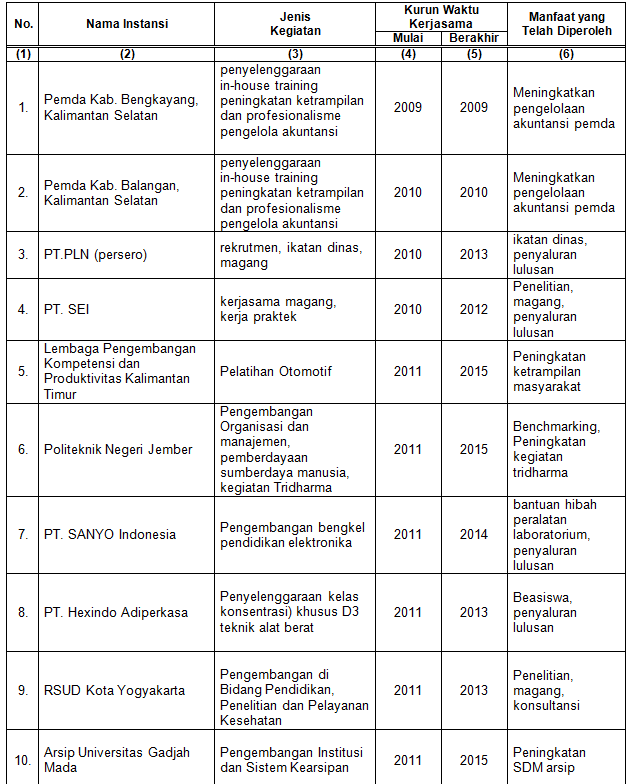 No.
Nama Instansi
Jenis
Kegiatan
Kurun Waktu
Kerjasama
Mulai
Berakhir
Manfaat yang
Telah Diperoleh
(1)
(2)
(3)
(4)
(5)
(6)
1.
Pemda Kab. Bengkayang,
Kalimantan Selatan
penyelenggaraan
in-house training
peningkatan ketrampilan
dan profesionalisme
pengelola akuntansi
2009
2009
Meningkatkan
pengelolaan
akuntansi pemda
2.
Pemda Kab. Balangan,
Kalimantan Selatan
penyelenggaraan
in-house training
peningkatan ketrampilan
dan profesionalisme
pengelola akuntansi
2010
2010
Meningkatkan
pengelolaan
akuntansi pemda
3.
PT.PLN (persero)
rekrutmen, ikatan dinas,
magang
2010
2013
ikatan dinas,
penyaluran
lulusan
4.
PT. SEI
kerjasama magang,
kerja praktek
2010
2012
Penelitian,
magang,
penyaluran
lulusan
5.
Lembaga Pengembangan
Kompetensi dan
Produktivitas Kalimantan
Timur
Pelatihan Otomotif
2011
2015
Peningkatan
ketrampilan
masyarakat
6.
Politeknik Negeri Jember
Pengembangan
Organisasi dan
manajemen,
pemberdayaan
sumberdaya manusia,
kegiatan Tridharma
2011
2015
Benchmarking,
Peningkatan
kegiatan
tridharma
7.
PT. SANYO Indonesia
Pengembangan bengkel
pendidikan elektronika
2011
2014
bantuan hibah
peralatan
laboratorium,
penyaluran
lulusan
8.
PT. Hexindo Adiperkasa
Penyelenggaraan kelas
konsentrasi) khusus D3
teknik alat berat
2011
2013
Beasiswa,
penyaluran
lulusan
9.
RSUD Kota Yogyakarta
Pengembangan di
Bidang Pendidikan,
Penelitian dan Pelayanan
Kesehatan
2011
2013
Penelitian,
magang,
konsultansi
10.
Arsip Universitas Gadjah
Mada
Pengembangan Institusi
dan Sistem Kearsipan
2011
2015
Peningkatan
SDM arsip